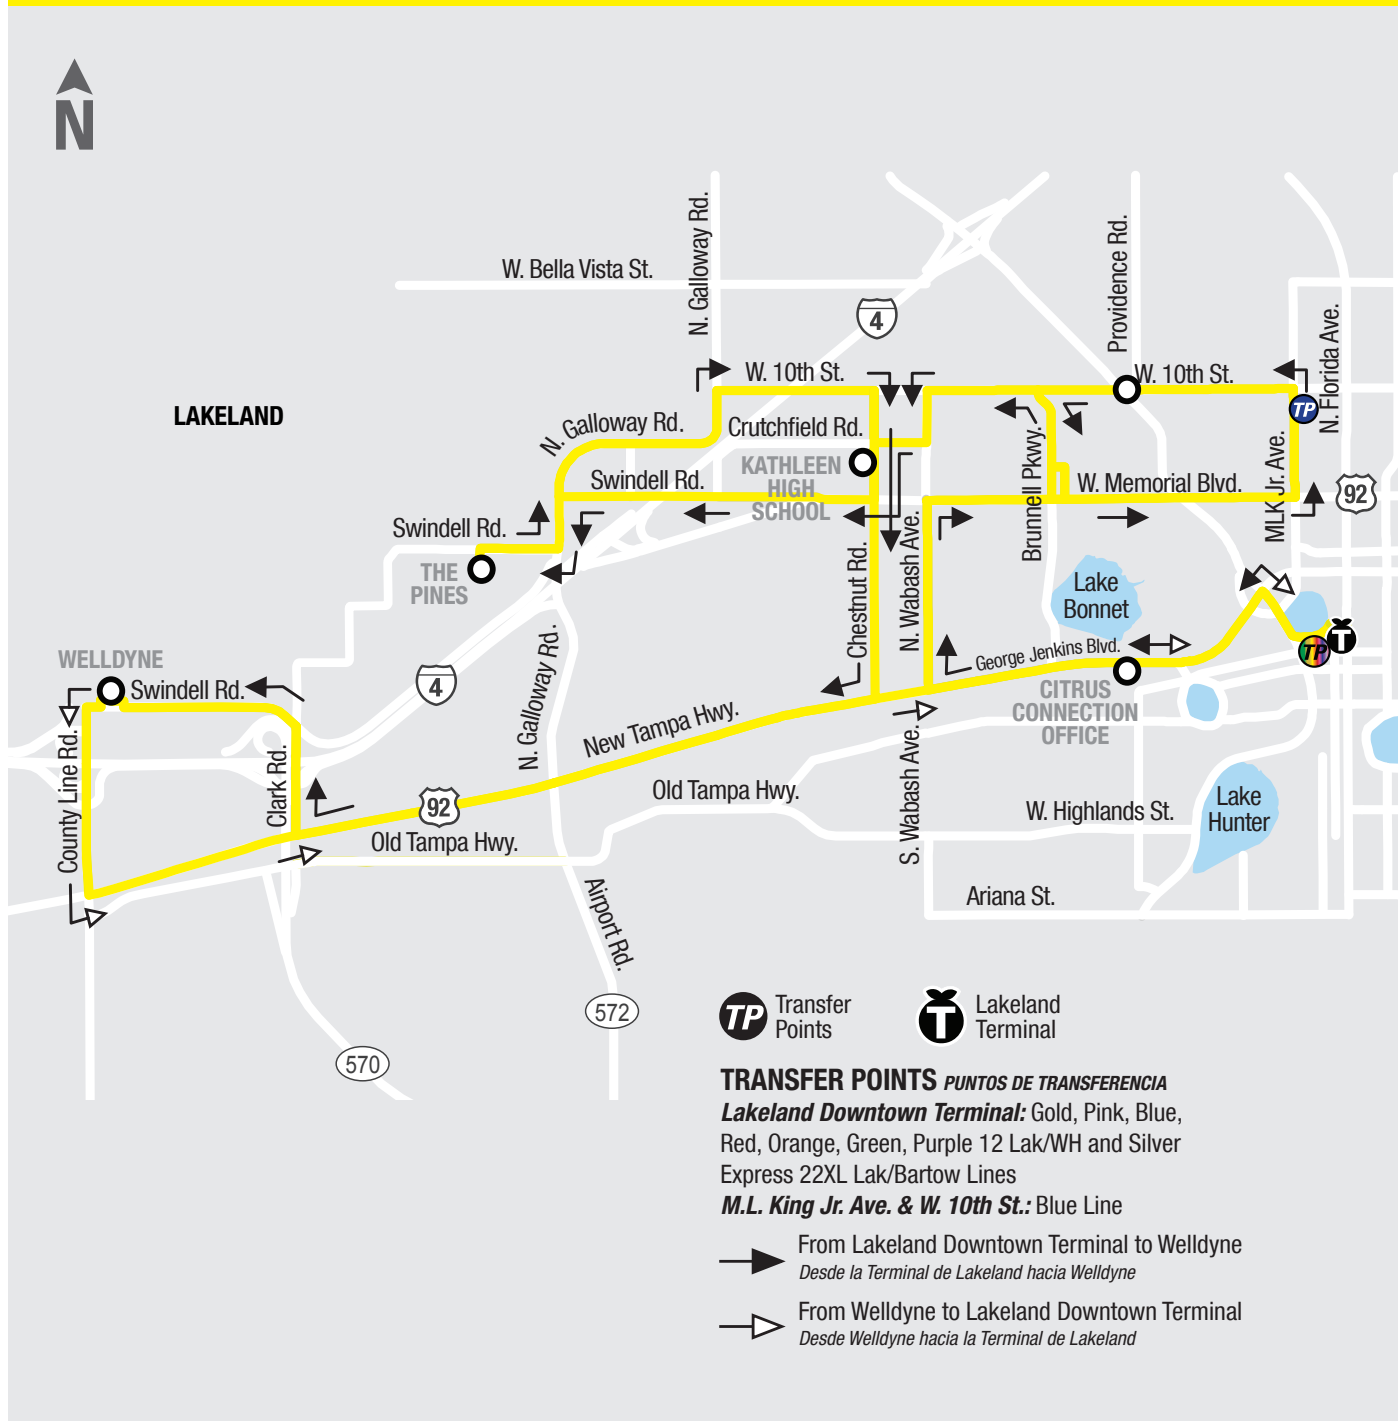 N
N. Galloway Rd.
Providence Rd.
W. Bella Vista St.
4
N. Florida Ave.
W. 10th St.
W. 10th St.
TP
LAKELAND
N. Galloway Rd.
Crutchfield Rd.
Brunnell Pkwy.
MLK Jr. Ave.
KATHLEEN
HIGH
SCHOOL
Swindell Rd.
W. Memorial Blvd.
92
Swindell Rd.
N. Wabash Ave.
Chestnut Rd.
THE
PINES
Lake
Bonnet
T
TP
George Jenkins Blvd.
WELLDYNE
Swindell Rd.
4
N. Galloway Rd.
CITRUS
CONNECTION
OFFICE
New Tampa Hwy.
County Line Rd.
Clark Rd.
92
S. Wabash Ave.
Old Tampa Hwy.
Lake
Hunter
W. Highlands St.
Old Tampa Hwy.
Ariana St.
Airport Rd.
572
570
TP
Transfer
Points
T
Lakeland
Terminal
TRANSFER POINTS PUNTOS DE TRANSFERENCIA
Lakeland Downtown Terminal: Gold, Pink, Blue,
Red, Orange, Green, Purple 12 Lak/WH and Silver
Express 22XL Lak/Bartow Lines
M.L. King Jr. Ave. & W. 10th St.: Blue Line
From Lakeland Downtown Terminal to Welldyne
Desde la Terminal de Lakeland hacia Welldyne
From Welldyne to Lakeland Downtown Terminal
Desde Welldyne hacia la Terminal de Lakeland